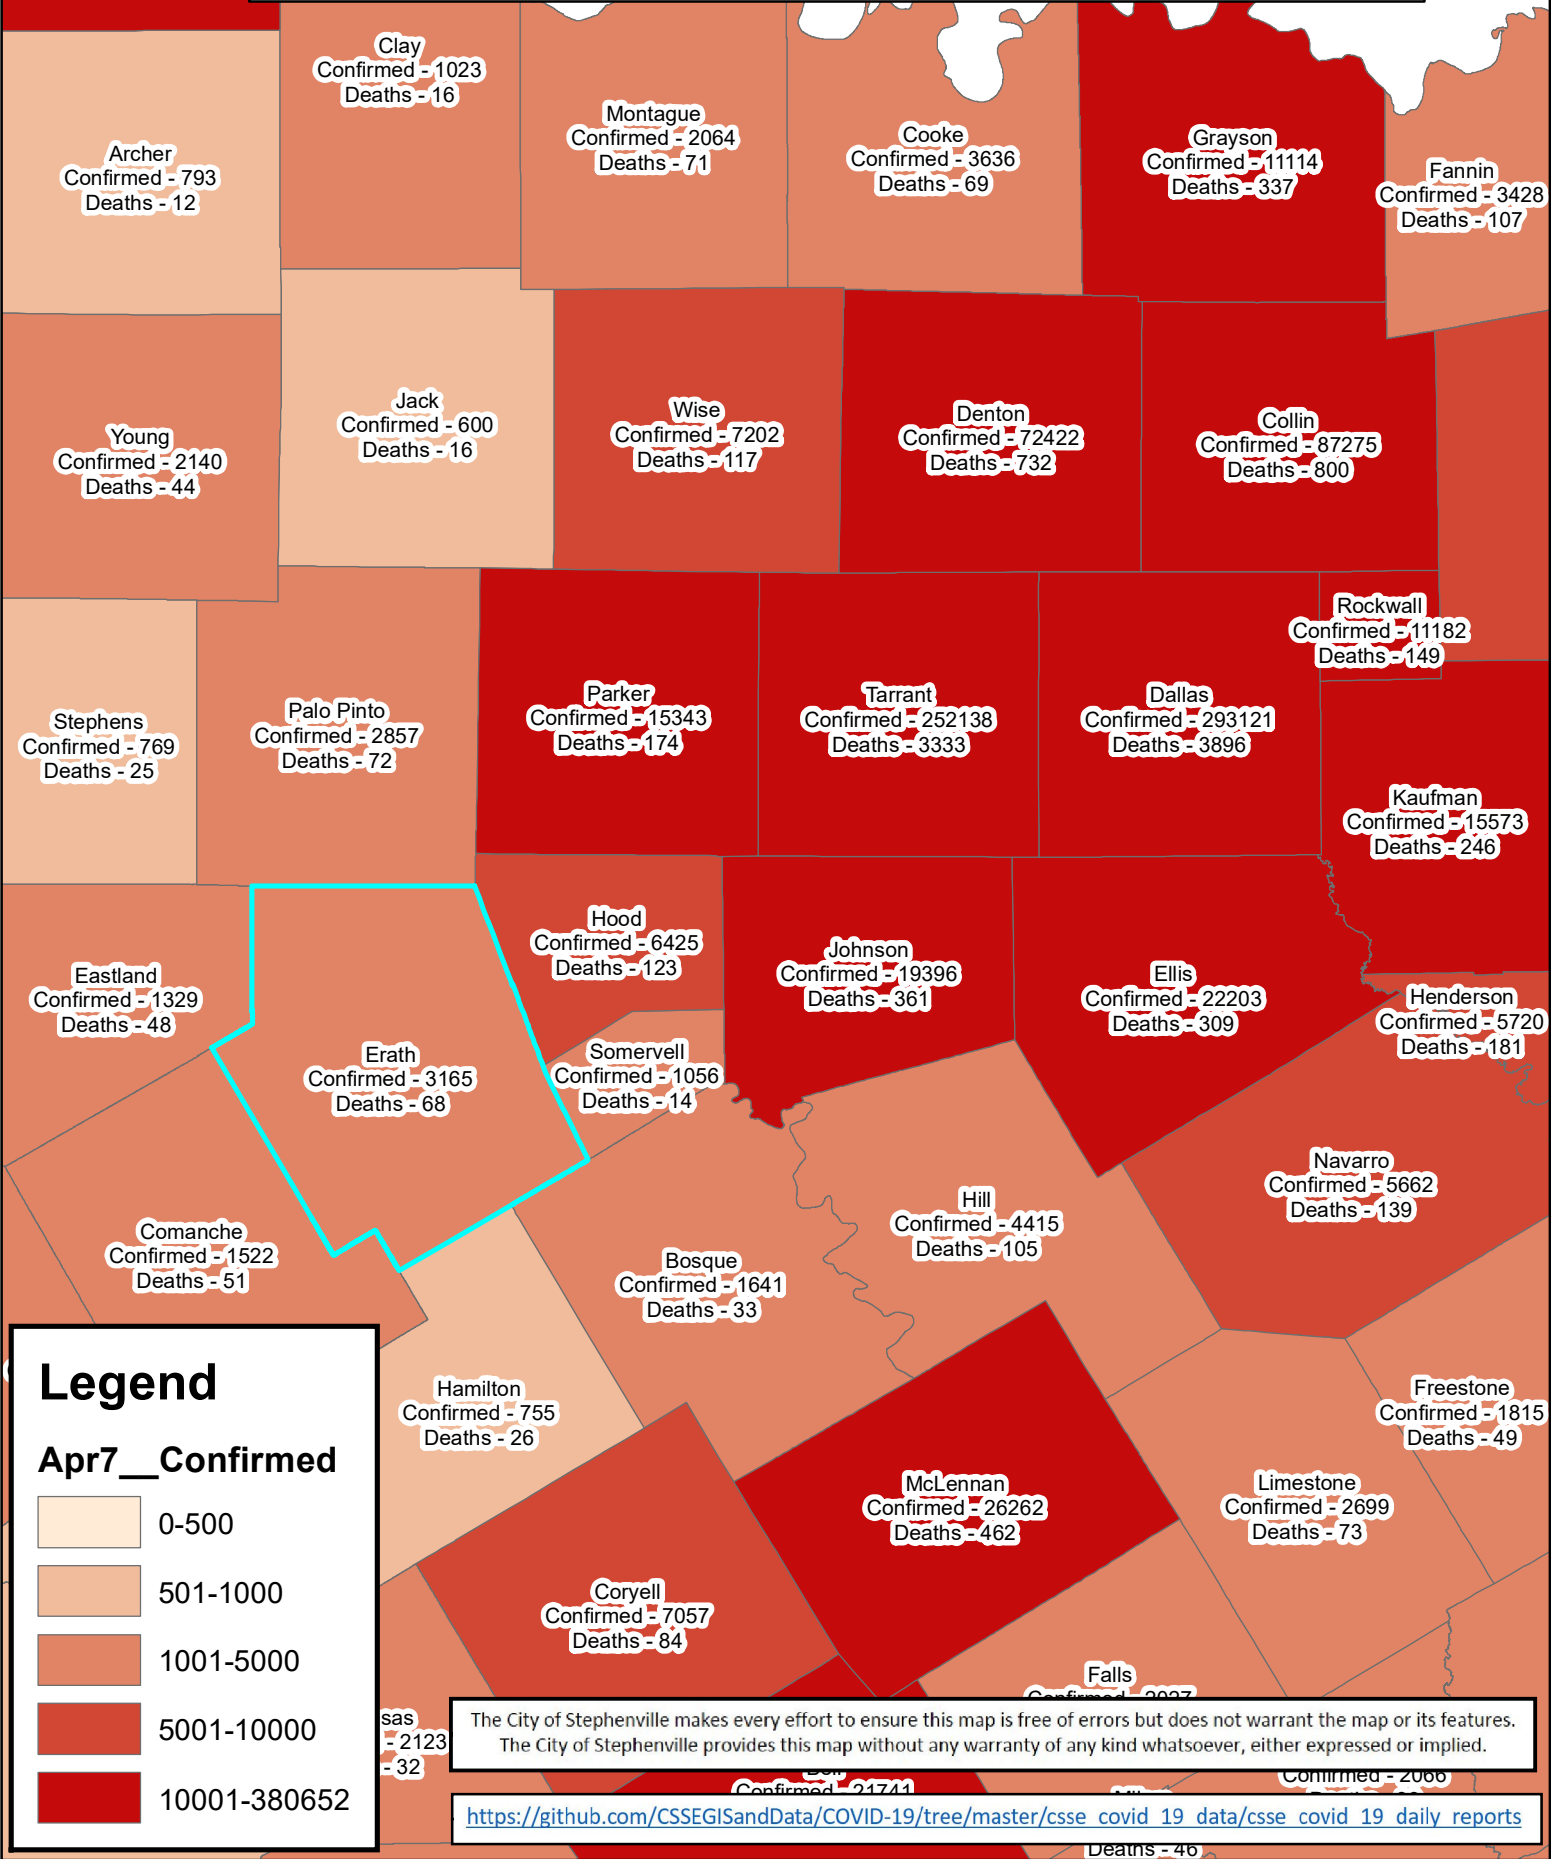 Clay
Confirmed - 1023
Deaths - 16
Montague
Confirmed - 2064
Deaths - 71
Cooke
Confirmed - 3636
Deaths - 69
Grayson
Confirmed - 11114
Deaths - 337
Archer
Confirmed - 793
Deaths - 12
Fannin
Confirmed - 3428
Deaths - 107
Young
Confirmed - 2140
Deaths - 44
Jack
Confirmed - 600
Deaths - 16
Wise
Confirmed - 7202
Deaths - 117
Denton
Confirmed - 72422
Deaths - 732
Collin
Confirmed - 87275
Deaths - 800
Rockwall
Confirmed - 11182
Deaths - 149
Stephens
Confirmed - 769
Deaths - 25
Palo Pinto
Confirmed - 2857
Deaths - 72
Parker
Confirmed - 15343
Deaths - 174
Tarrant
Confirmed - 252138
Deaths - 3333
Dallas
Confirmed - 293121
Deaths - 3896
Kaufman
Confirmed - 15573
Deaths - 246
Eastland
Confirmed - 1329
Deaths - 48
Hood
Confirmed - 6425
Deaths - 123
Johnson
Confirmed - 19396
Deaths - 361
Ellis
Confirmed - 22203
Deaths - 309
Henderson
Confirmed - 5720
Deaths - 181
Erath
Confirmed - 3165
Deaths - 68
Somervell
Confirmed - 1056
Deaths - 14
Navarro
Confirmed - 5662
Deaths - 139
Comanche
Confirmed - 1522
Deaths - 51
Bosque
Confirmed - 1641
Deaths - 33
Hill
Confirmed - 4415
Deaths - 105
Hamilton
Confirmed - 755
Deaths - 26
Freestone
Confirmed - 1815
Deaths - 49
McLennan
Confirmed - 26262
Deaths - 462
Limestone
Confirmed - 2699
Deaths - 73
Coryell
Confirmed - 7057
Deaths - 84
Falls
sas
- 2123
- 32
Confirmed - 21741
Confirmed - 2066
Deaths - 46
Legend
Apr7__Confirmed
0-500
501-1000
1001-5000
5001-10000
10001-380652
The City of Stephenville makes every effort to ensure this map is free of errors but does not warrant the map or its features.
The City of Stephenville provides this map without any warranty of any kind whatsoever, either expressed or implied.
https://github.com/CSSEGISandData/COVID-19/tree/master/csse_covid_19_data/csse_covid_19_daily_reports